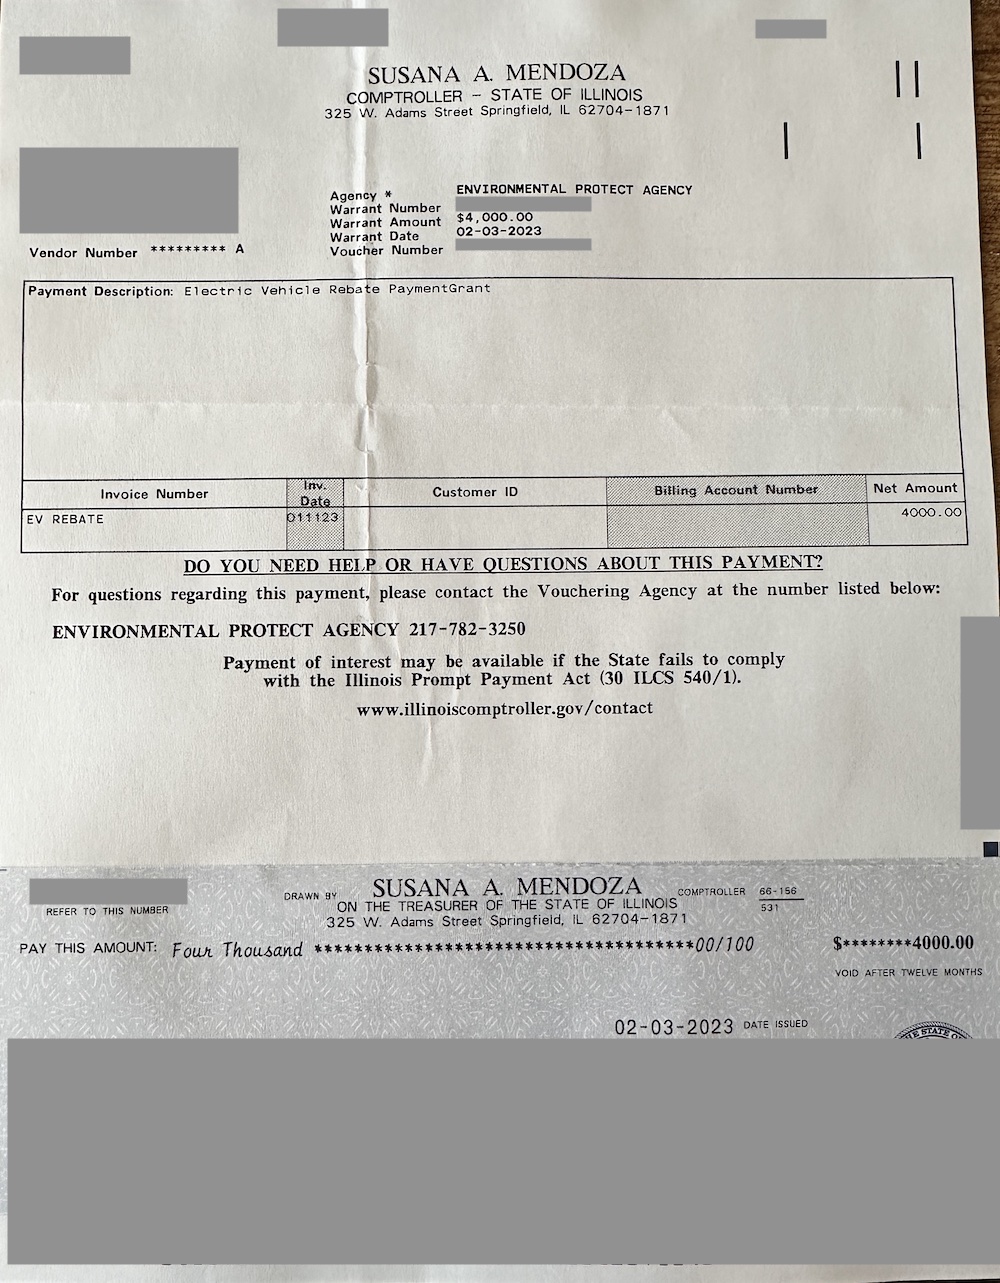 SUSANA A. MENDOZA
COMPTROLLER - STATE OF ILLINOIS
325 W. Adams Street Springfield, IL 62704-1871
Agency * ENVIRONMENTAL PROTECT AGENCY
Warrant Number
Warrant Amount $4,000.00
Warrant Date 02-03-2023
Voucher Number
Vendor Number ********* A
Payment Description: Electric Vehicle Rebate PaymentGrant
Invoice Number Inv. Date Customer ID Billing Account Number Net Amount
EV REBATE 011123 4000.00
DO YOU NEED HELP OR HAVE QUESTIONS ABOUT THIS PAYMENT?
For questions regarding this payment, please contact the Vouchering Agency at the number listed below:
ENVIRONMENTAL PROTECT AGENCY 217-782-3250
Payment of interest may be available if the State fails to comply
with the Illinois Prompt Payment Act (30 ILCS 540/1).
www.illinoiscomptroller.gov/contact
REFER TO THIS NUMBER
DRAWN BY SUSANA A. MENDOZA COMPTROLLER 66-156
531
ON THE TREASURER OF THE STATE OF ILLINOIS
325 W. Adams Street Springfield, IL 62704-1871
PAY THIS AMOUNT: Four Thousand **************************************00/100 $********4000.00
VOID AFTER TWELVE MONTHS
02-03-2023 DATE ISSUED
THE STATE OF